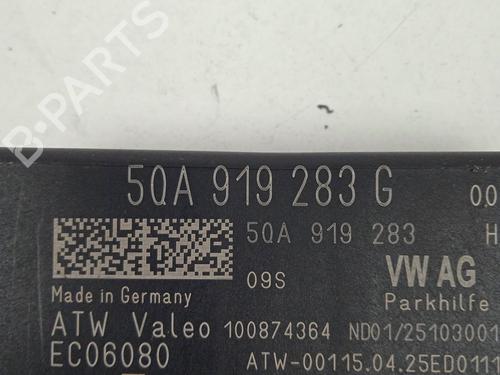 5QA 919 283 G 00
5QA 919 283 H
09S VW AG
Made in Germany Parkhilfe
ATW Valeo 100874364 ND01/25103001
EC06080 ATW-00115.04.25ED0111